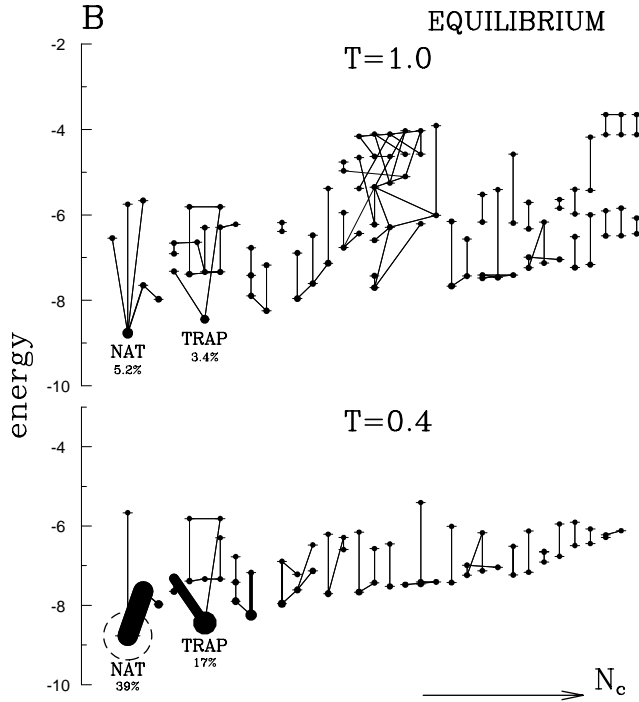 B
EQUILIBRIUM
T=1.0
-2
-4
-6
-8
-10
NAT
5.2%
TRAP
3.4%
energy
T=0.4
-4
-6
-8
-10
NAT
39%
TRAP
17%
Nc